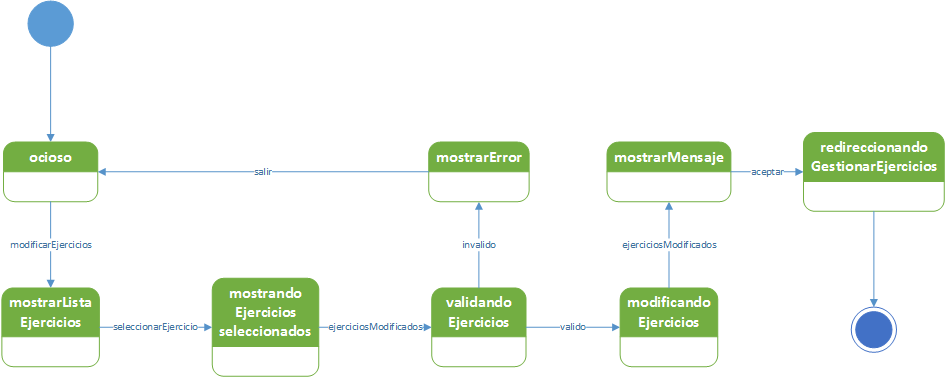 redireccionando
GestionarEjercicios
ocioso
mostrarError
mostrarMensaje
salir
aceptar
modificarEjercicios
invalido
ejerciciosModificados
mostrarLista
Ejercicios
mostrando
Ejercicios
seleccionados
validando
Ejercicios
modificando
Ejercicios
seleccionarEjercicio
ejerciciosModificados
valido